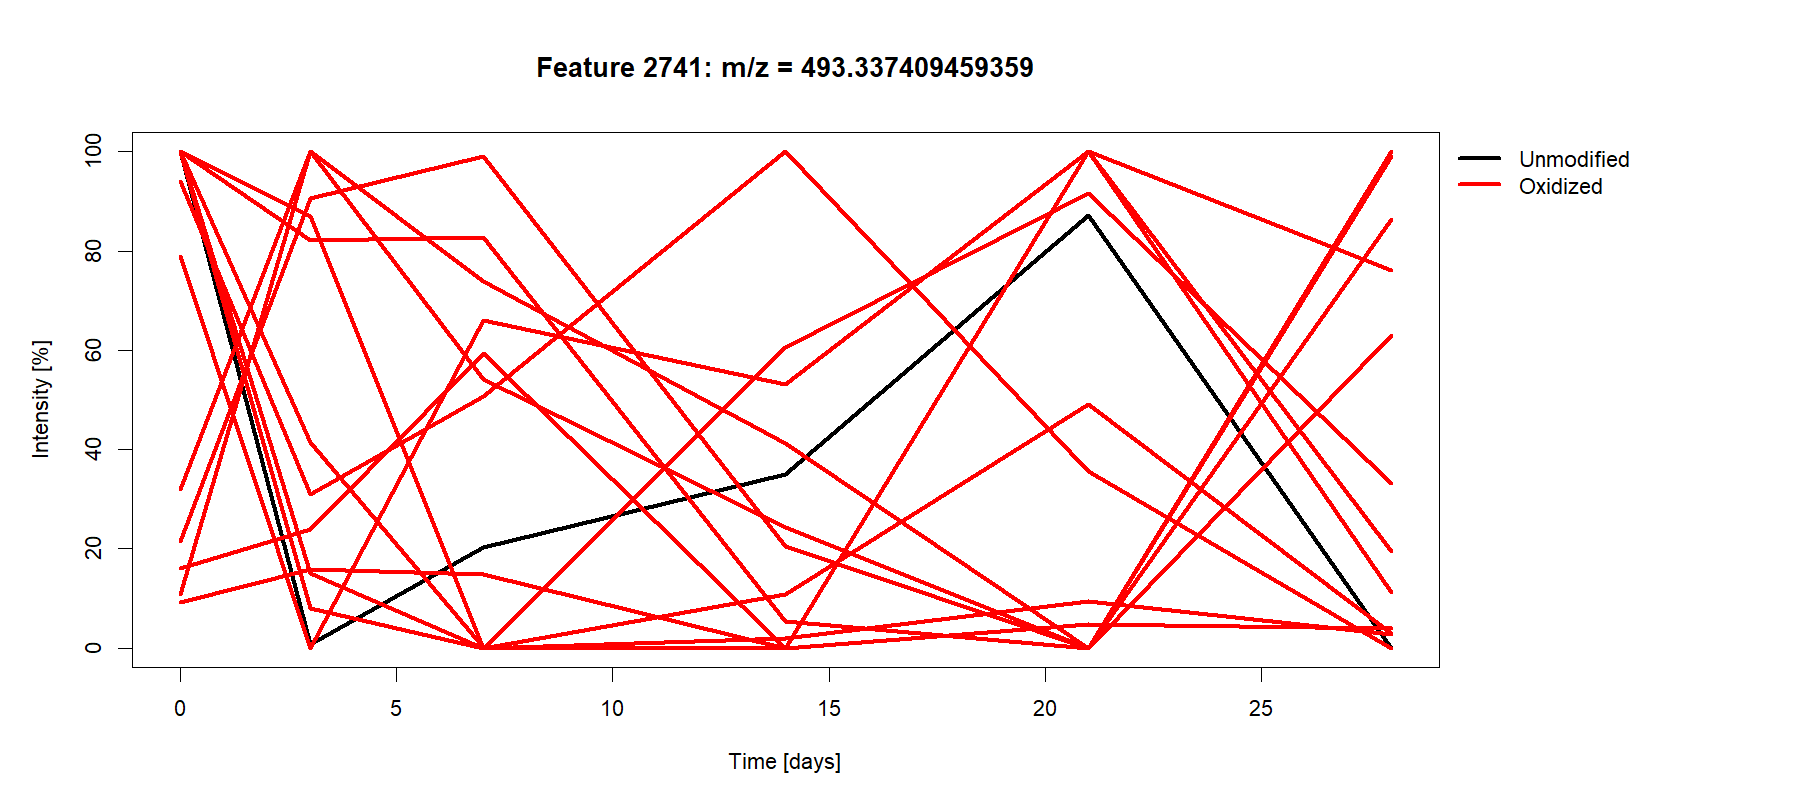 Feature 2741: m/z = 493.337409459359
Unmodified
Oxidized
Intensity [%]
100
80
60
40
20
0
0 5 10 15 20 25
Time [days]